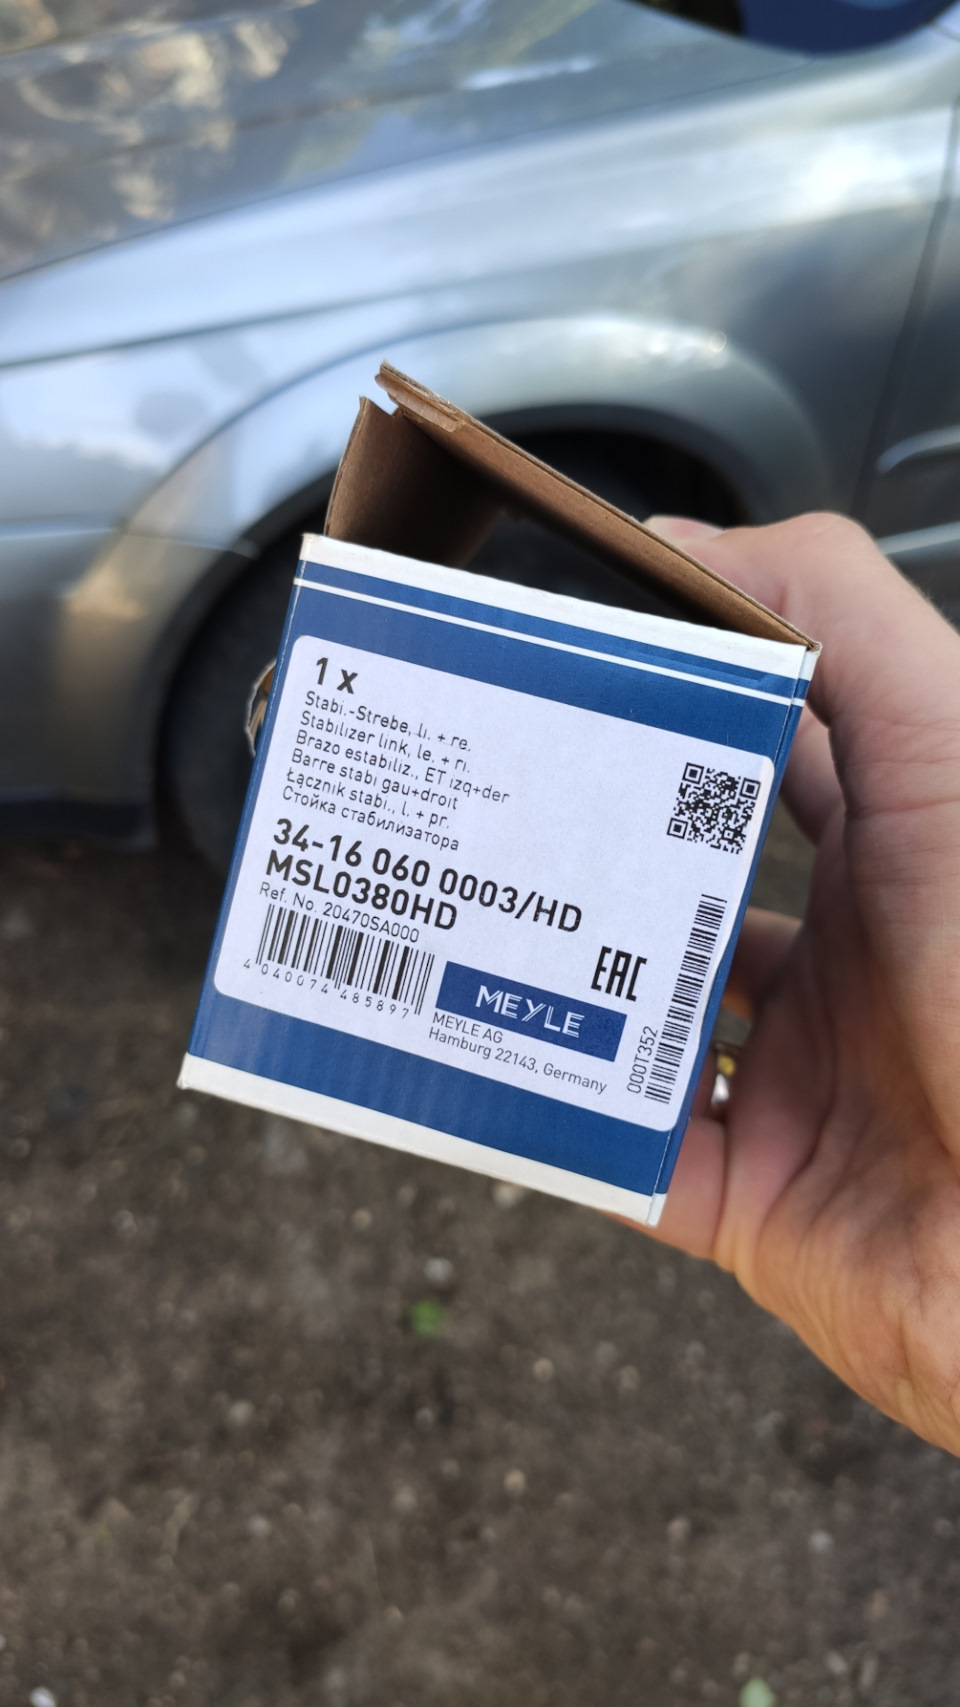 1 x
Stabi.-Strebe, li. + re.
Stabilizer link, le. + ri.
Brazo estabiliz., ET izq+der
Barre stabi gau+droit
Łącznik stabi., l. + pr.
Стойка стабилизатора
34-16 060 0003/HD
MSL0380HD
Ref. No. 20470SA000
4 040074 485897
EAC
MEYLE
MEYLE AG
Hamburg 22143, Germany
000T352